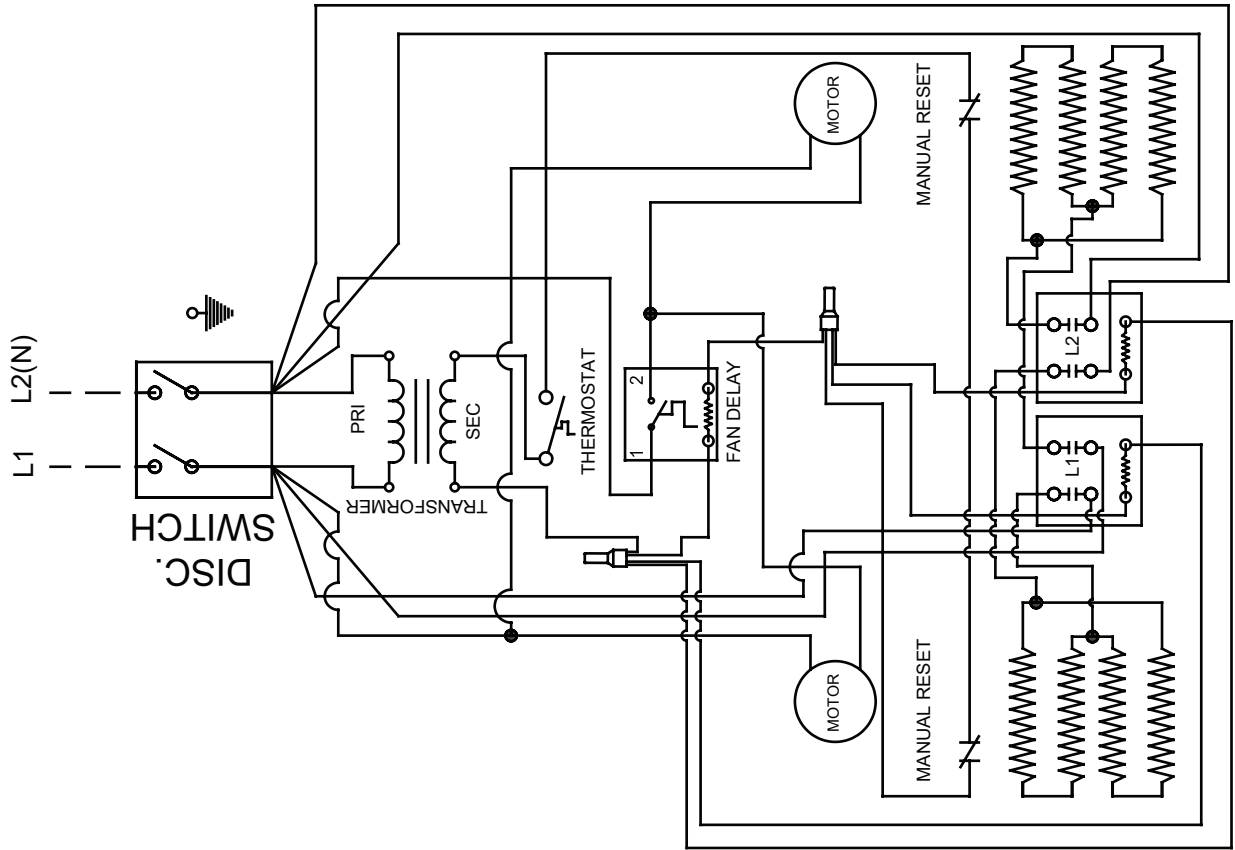 L1
L2(N)
DISC.
SWITCH
PRI
SEC
TRANSFORMER
THERMOSTAT
1
2
FAN DELAY
MOTOR
MANUAL RESET
MOTOR
MANUAL RESET
L1
L2